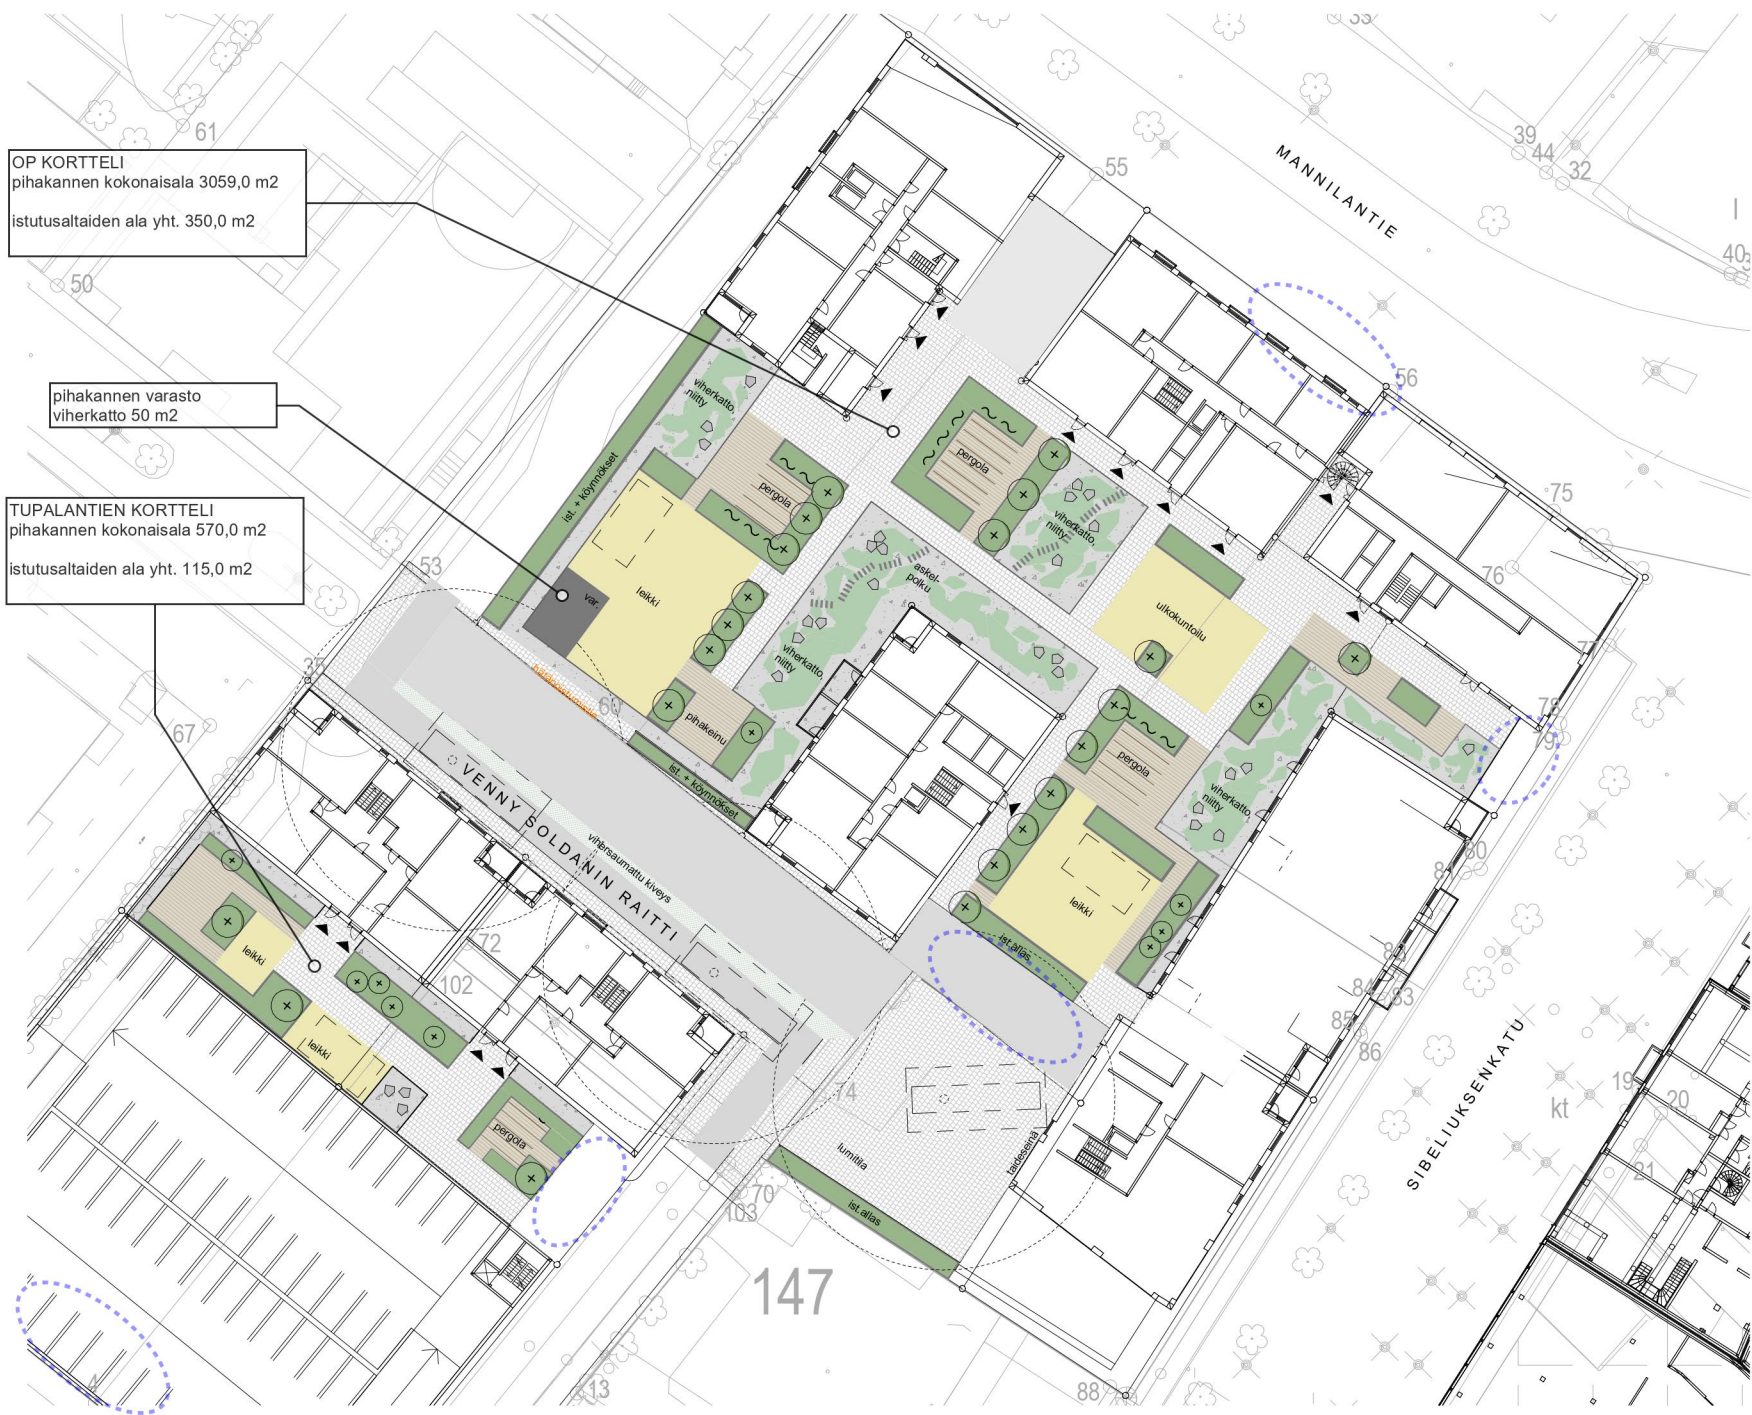 33
61
OP KORTTELI
pihakannen kokonaisala 3059,0 m2
istutusaltaiden ala yht. 350,0 m2
55
MANNILANTIE
39
44
32
40
50
pihakannen varasto
viherkatto 50 m2
viherkatto,
niitty
56
TUPALANTIEN KORTTELI
pihakannen kokonaisala 570,0 m2
istutusaltaiden ala yht. 115,0 m2
ist. + köynnökset
pergola
pergola
viherkatto,
niitty
75
76
53
var.
leikki
askel-
polku
ulkokuntoilu
77
35
60
viherkatto,
niitty
pihakeinu
67
78
79
pergola
viherkatto,
niitty
ist. + köynnökset
VENNY SOLDANIN RAITTI
vihersaumattu kiveys
80
81
leikki
ist.allas
leikki
72
102
83
84
83
85
86
leikki
74
pergola
lumitila
taideseinä
70
103
ist.allas
SIBELIUKSENKATU
kt
19
20
21
147
4
13
88